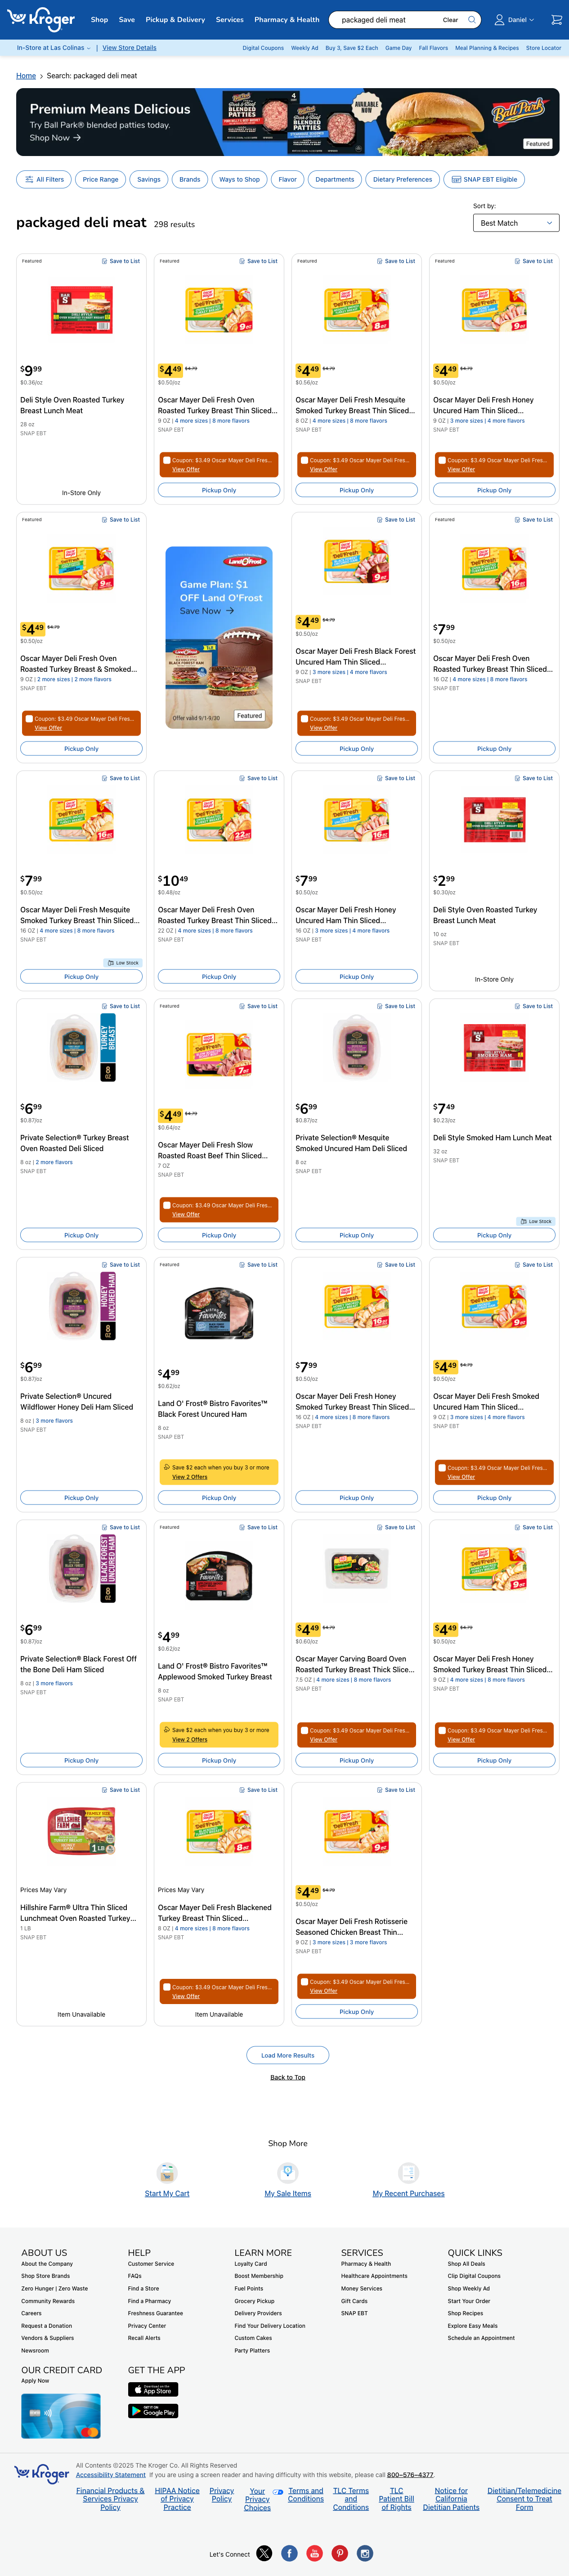 Kroger
Shop Save Pickup & Delivery Services Pharmacy & Health
packaged deli meat Clear
Daniel
In-Store at Las Colinas | View Store Details
Digital Coupons Weekly Ad Buy 3, Save $2 Each Game Day Fall Flavors Meal Planning & Recipes Store Locator
Home > Search: packaged deli meat
Premium Means Delicious
Try Ball Park® blended patties today.
Shop Now →
AVAILABLE NOW
Ball Park
Featured
All Filters Price Range Savings Brands Ways to Shop Flavor Departments Dietary Preferences SNAP EBT Eligible
Sort by:
packaged deli meat 298 results
Best Match
Featured Save to List
$9.99
$0.36/oz
Deli Style Oven Roasted Turkey
Breast Lunch Meat
28 oz
SNAP EBT
In-Store Only
Featured Save to List
$4.49 $4.79
$0.50/oz
Oscar Mayer Deli Fresh Oven
Roasted Turkey Breast Thin Sliced...
9 OZ | 4 more sizes | 8 more flavors
SNAP EBT
Coupon: $3.49 Oscar Mayer Deli Fres...
View Offer
Pickup Only
Featured Save to List
$4.49 $4.79
$0.56/oz
Oscar Mayer Deli Fresh Mesquite
Smoked Turkey Breast Thin Sliced...
8 OZ | 4 more sizes | 8 more flavors
SNAP EBT
Coupon: $3.49 Oscar Mayer Deli Fres...
View Offer
Pickup Only
Featured Save to List
$4.49 $4.79
$0.50/oz
Oscar Mayer Deli Fresh Honey
Uncured Ham Thin Sliced...
9 OZ | 3 more sizes | 4 more flavors
SNAP EBT
Coupon: $3.49 Oscar Mayer Deli Fres...
View Offer
Pickup Only
Featured Save to List
$4.49 $4.79
$0.50/oz
Oscar Mayer Deli Fresh Oven
Roasted Turkey Breast & Smoked...
9 OZ | 2 more sizes | 2 more flavors
SNAP EBT
Coupon: $3.49 Oscar Mayer Deli Fres...
View Offer
Pickup Only
Land O'Frost
Game Plan: $1
OFF Land O'Frost
Save Now →
Offer valid 9/1-9/30
Featured
Save to List
$4.49 $4.79
$0.50/oz
Oscar Mayer Deli Fresh Black Forest
Uncured Ham Thin Sliced...
9 OZ | 3 more sizes | 4 more flavors
SNAP EBT
Coupon: $3.49 Oscar Mayer Deli Fres...
View Offer
Pickup Only
Featured Save to List
$7.99
$0.50/oz
Oscar Mayer Deli Fresh Oven
Roasted Turkey Breast Thin Sliced...
16 OZ | 4 more sizes | 8 more flavors
SNAP EBT
Pickup Only
Save to List
$7.99
$0.50/oz
Oscar Mayer Deli Fresh Mesquite
Smoked Turkey Breast Thin Sliced...
16 OZ | 4 more sizes | 8 more flavors
SNAP EBT
Low Stock
Pickup Only
Save to List
$10.49
$0.48/oz
Oscar Mayer Deli Fresh Oven
Roasted Turkey Breast Thin Sliced...
22 OZ | 4 more sizes | 8 more flavors
SNAP EBT
Pickup Only
Save to List
$7.99
$0.50/oz
Oscar Mayer Deli Fresh Honey
Uncured Ham Thin Sliced...
16 OZ | 3 more sizes | 4 more flavors
SNAP EBT
Pickup Only
Save to List
$2.99
$0.30/oz
Deli Style Oven Roasted Turkey
Breast Lunch Meat
10 oz
SNAP EBT
In-Store Only
Save to List
TURKEY BREAST
8 OZ
$6.99
$0.87/oz
Private Selection® Turkey Breast
Oven Roasted Deli Sliced
8 oz | 2 more flavors
SNAP EBT
Pickup Only
Featured Save to List
$4.49 $4.79
$0.64/oz
Oscar Mayer Deli Fresh Slow
Roasted Roast Beef Thin Sliced...
7 OZ
SNAP EBT
Coupon: $3.49 Oscar Mayer Deli Fres...
View Offer
Pickup Only
Save to List
$6.99
$0.87/oz
Private Selection® Mesquite
Smoked Uncured Ham Deli Sliced
8 oz
SNAP EBT
Pickup Only
Save to List
$7.49
$0.23/oz
Deli Style Smoked Ham Lunch Meat
32 oz
SNAP EBT
Low Stock
Pickup Only
Save to List
HONEY UNCURED HAM
8 OZ
$6.99
$0.87/oz
Private Selection® Uncured
Wildflower Honey Deli Ham Sliced
8 oz | 3 more flavors
SNAP EBT
Pickup Only
Featured Save to List
$4.99
$0.62/oz
Land O' Frost® Bistro Favorites™
Black Forest Uncured Ham
8 oz
SNAP EBT
Save $2 each when you buy 3 or more
View 2 Offers
Pickup Only
Save to List
$7.99
$0.50/oz
Oscar Mayer Deli Fresh Honey
Smoked Turkey Breast Thin Sliced...
16 OZ | 4 more sizes | 8 more flavors
SNAP EBT
Pickup Only
Save to List
$4.49 $4.79
$0.50/oz
Oscar Mayer Deli Fresh Smoked
Uncured Ham Thin Sliced...
9 OZ | 3 more sizes | 4 more flavors
SNAP EBT
Coupon: $3.49 Oscar Mayer Deli Fres...
View Offer
Pickup Only
Save to List
BLACK FOREST UNCURED HAM
8 OZ
$6.99
$0.87/oz
Private Selection® Black Forest Off
the Bone Deli Ham Sliced
8 oz | 3 more flavors
SNAP EBT
Pickup Only
Featured Save to List
$4.99
$0.62/oz
Land O' Frost® Bistro Favorites™
Applewood Smoked Turkey Breast
8 oz
SNAP EBT
Save $2 each when you buy 3 or more
View 2 Offers
Pickup Only
Save to List
$4.49 $4.79
$0.60/oz
Oscar Mayer Carving Board Oven
Roasted Turkey Breast Thick Slice...
7.5 OZ | 4 more sizes | 8 more flavors
SNAP EBT
Coupon: $3.49 Oscar Mayer Deli Fres...
View Offer
Pickup Only
Save to List
$4.49 $4.79
$0.50/oz
Oscar Mayer Deli Fresh Honey
Smoked Turkey Breast Thin Sliced...
9 OZ | 4 more sizes | 8 more flavors
SNAP EBT
Coupon: $3.49 Oscar Mayer Deli Fres...
View Offer
Pickup Only
Save to List
Prices May Vary
Hillshire Farm® Ultra Thin Sliced
Lunchmeat Oven Roasted Turkey...
1 LB
SNAP EBT
Item Unavailable
Save to List
Prices May Vary
Oscar Mayer Deli Fresh Blackened
Turkey Breast Thin Sliced...
8 OZ | 4 more sizes | 8 more flavors
SNAP EBT
Coupon: $3.49 Oscar Mayer Deli Fres...
View Offer
Item Unavailable
Save to List
$4.49 $4.79
$0.50/oz
Oscar Mayer Deli Fresh Rotisserie
Seasoned Chicken Breast Thin...
9 OZ | 3 more sizes | 3 more flavors
SNAP EBT
Coupon: $3.49 Oscar Mayer Deli Fres...
View Offer
Pickup Only
Load More Results
Back to Top
Shop More
Start My Cart My Sale Items My Recent Purchases
ABOUT US
About the Company
Shop Store Brands
Zero Hunger | Zero Waste
Community Rewards
Careers
Request a Donation
Vendors & Suppliers
Newsroom
HELP
Customer Service
FAQs
Find a Store
Find a Pharmacy
Freshness Guarantee
Privacy Center
Recall Alerts
LEARN MORE
Loyalty Card
Boost Membership
Fuel Points
Grocery Pickup
Delivery Providers
Find Your Delivery Location
Custom Cakes
Party Platters
SERVICES
Pharmacy & Health
Healthcare Appointments
Money Services
Gift Cards
SNAP EBT
QUICK LINKS
Shop All Deals
Clip Digital Coupons
Shop Weekly Ad
Start Your Order
Shop Recipes
Explore Easy Meals
Schedule an Appointment
OUR CREDIT CARD
Apply Now
GET THE APP
Download on the App Store
GET IT ON Google Play
Kroger
All Contents ©2025 The Kroger Co. All Rights Reserved
Accessibility Statement If you are using a screen reader and having difficulty with this website, please call 800-576-4377.
Financial Products & Services Privacy Policy
HIPAA Notice of Privacy Practice
Privacy Policy
Your Privacy Choices
Terms and Conditions
TLC Terms and Conditions
TLC Patient Bill of Rights
Notice for California Dietitian Patients
Dietitian/Telemedicine Consent to Treat Form
Let's Connect